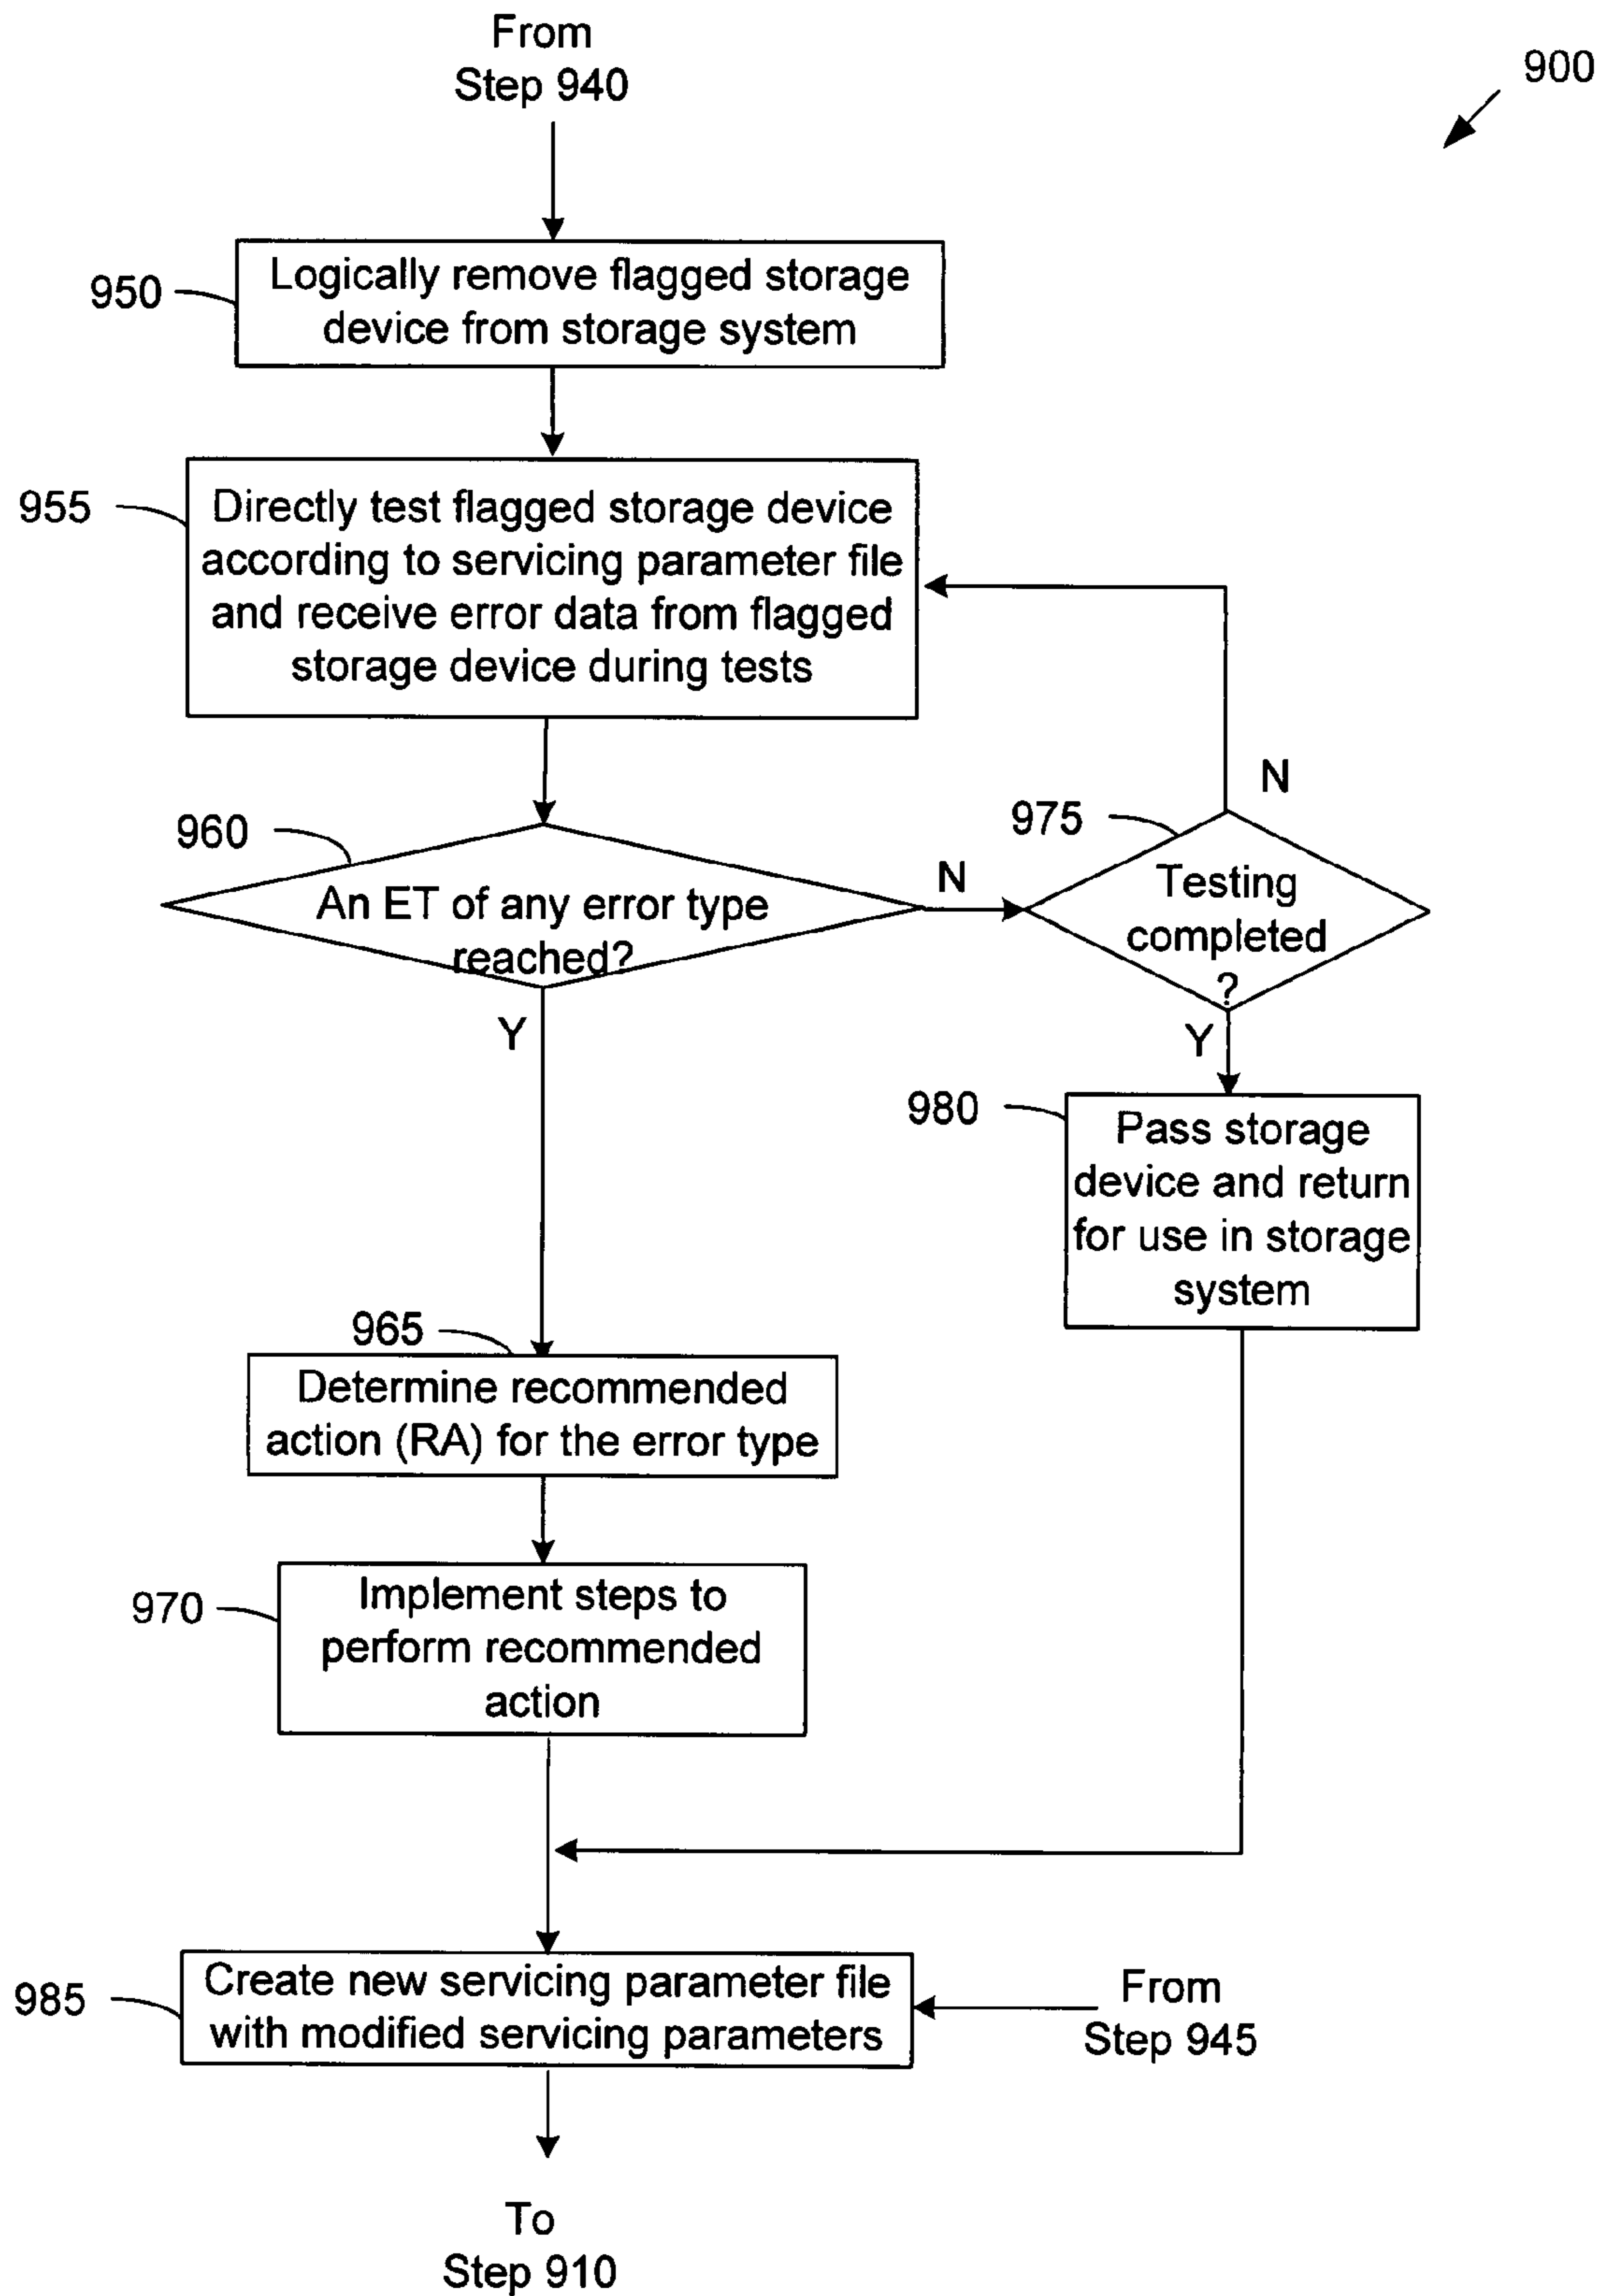 From
Step 940
900
950
Logically remove flagged storage
device from storage system
955
Directly test flagged storage device
according to servicing parameter file
and receive error data from flagged
storage device during tests
960
An ET of any error type
reached?
N
Y
975
N
Testing
completed
?
Y
980
Pass storage
device and return
for use in storage
system
965
Determine recommended
action (RA) for the error type
970
Implement steps to
perform recommended
action
985
Create new servicing parameter file
with modified servicing parameters
From
Step 945
To
Step 910